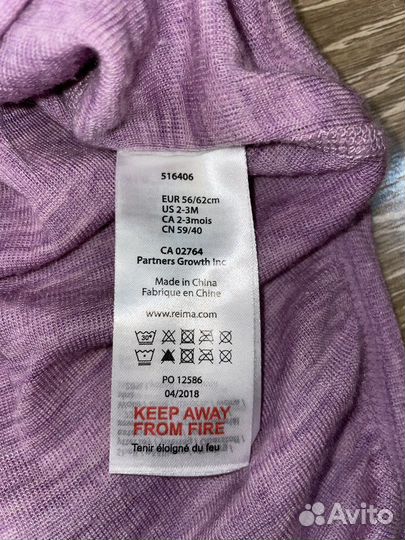 516406
EUR 56/62cm
US 2-3M
CA 2-3mois
CN 59/40
CA 02764
Partners Growth Inc
Made in China
Fabrique en Chine
www.reima.com
30°
PO 12586
04/2018
KEEP AWAY
FROM FIRE
Tenir éloigné du feu
Avito